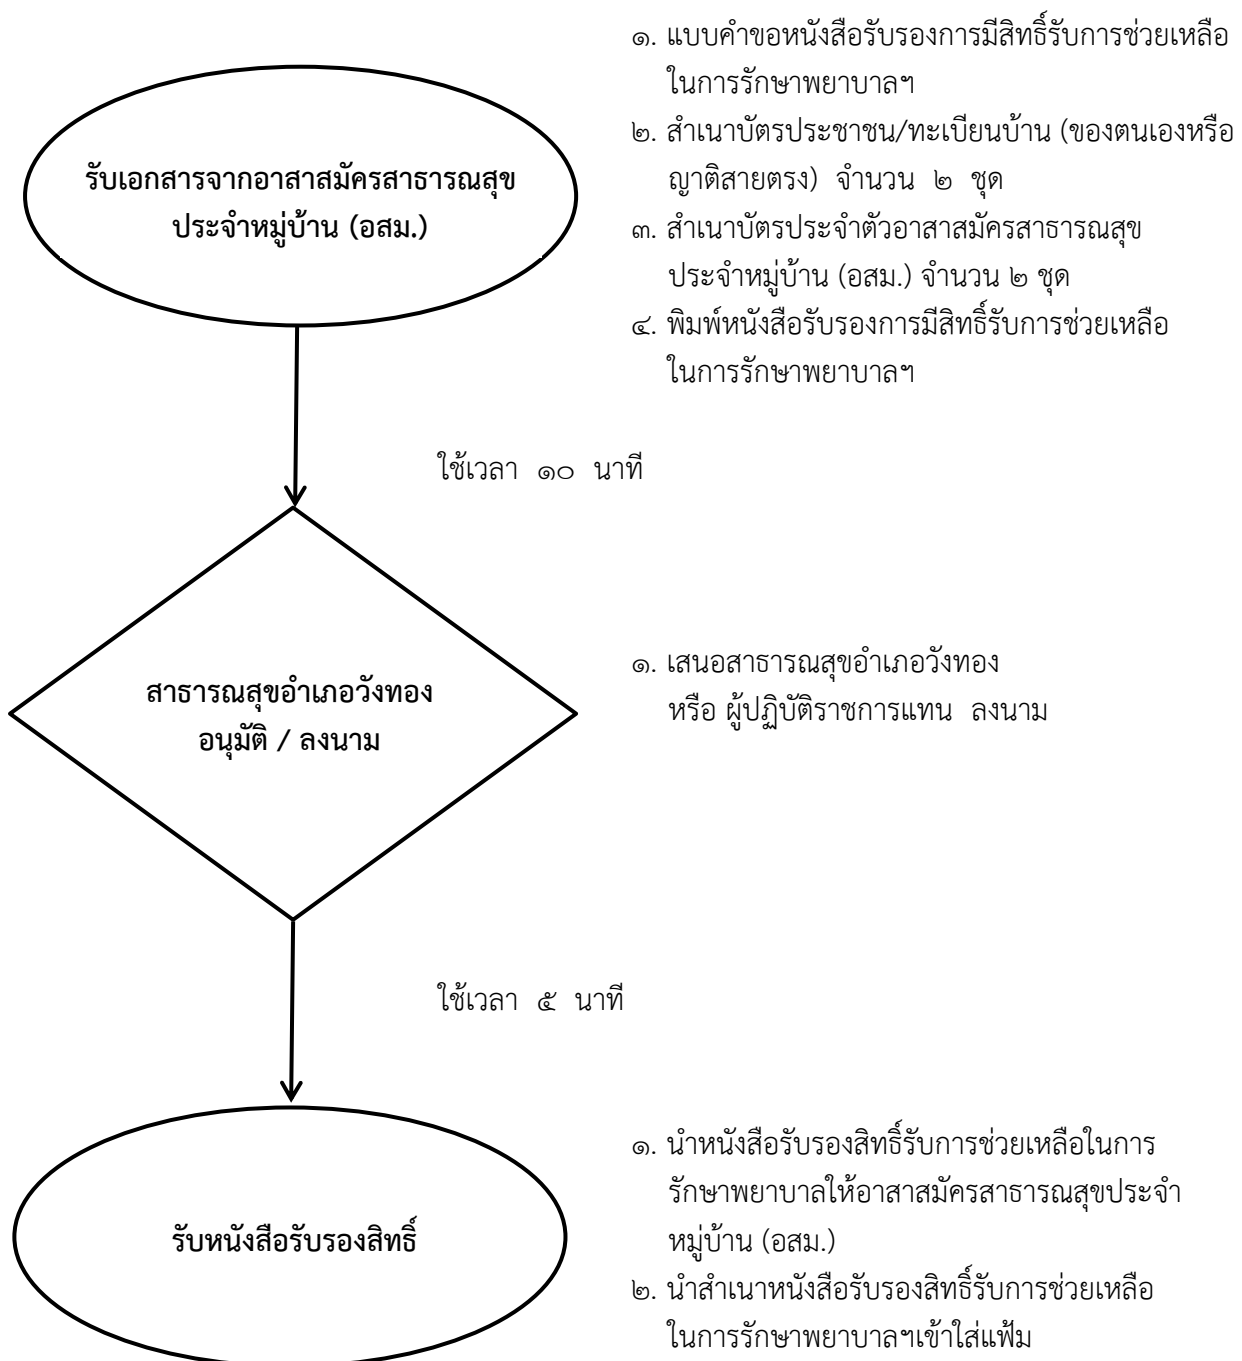 ๑. แบบคำขอหนังสือรับรองการมีสิทธิ์รับการช่วยเหลือ
ในการรักษาพยาบาลฯ
๒. สำเนาบัตรประชาชน/ทะเบียนบ้าน (ของตนเองหรือ
ญาติสายตรง) จำนวน ๒ ชุด
๓. สำเนาบัตรประจำตัวอาสาสมัครสาธารณสุข
ประจำหมู่บ้าน (อสม.) จำนวน ๒ ชุด
๔. พิมพ์หนังสือรับรองการมีสิทธิ์รับการช่วยเหลือ
ในการรักษาพยาบาลฯ
รับเอกสารจากอาสาสมัครสาธารณสุข
ประจำหมู่บ้าน (อสม.)
ใช้เวลา ๑๐ นาที
สาธารณสุขอำเภอวังทอง
อนุมัติ / ลงนาม
๑. เสนอสาธารณสุขอำเภอวังทอง
หรือ ผู้ปฏิบัติราชการแทน ลงนาม
ใช้เวลา ๕ นาที
รับหนังสือรับรองสิทธิ์
๑. นำหนังสือรับรองสิทธิ์รับการช่วยเหลือในการ
รักษาพยาบาลให้อาสาสมัครสาธารณสุขประจำ
หมู่บ้าน (อสม.)
๒. นำสำเนาหนังสือรับรองสิทธิ์รับการช่วยเหลือ
ในการรักษาพยาบาลฯเข้าใส่แฟ้ม